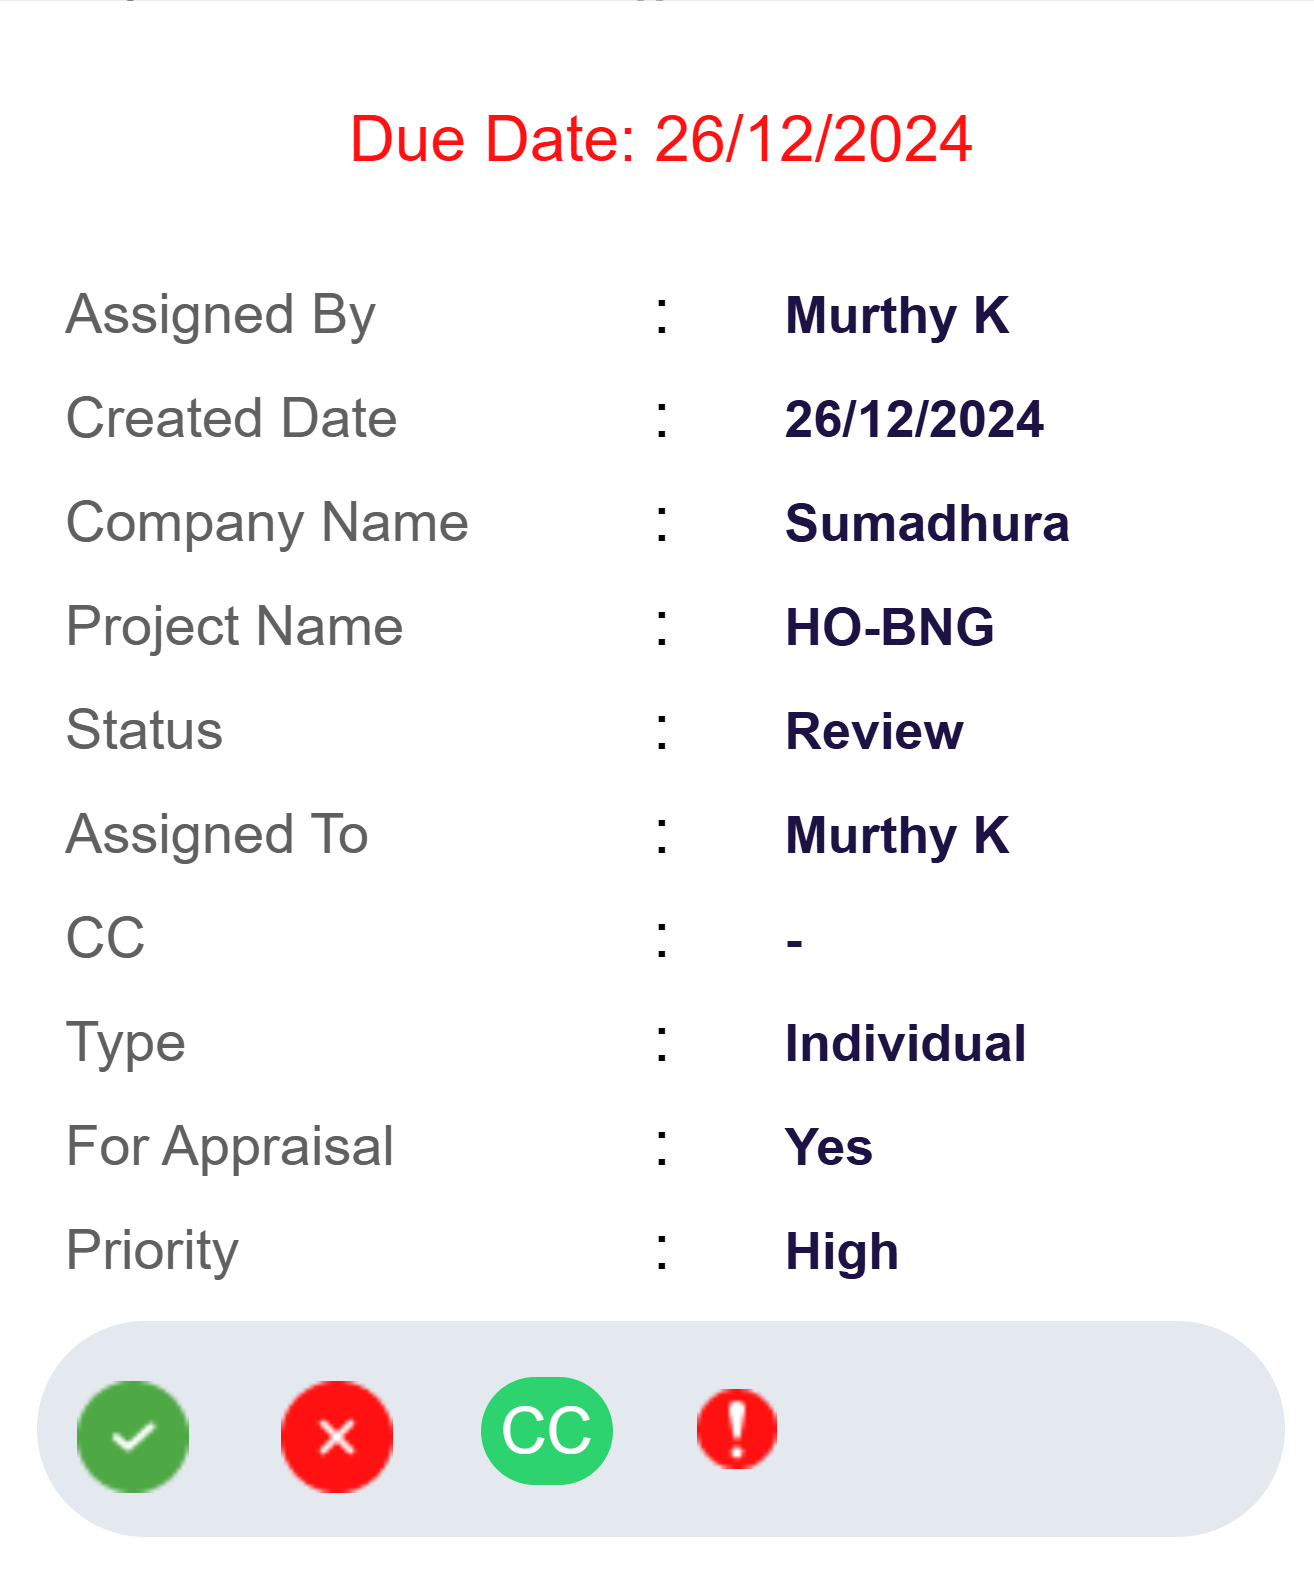 Due Date: 26/12/2024
Assigned By : Murthy K
Created Date : 26/12/2024
Company Name : Sumadhura
Project Name : HO-BNG
Status : Review
Assigned To : Murthy K
CC : -
Type : Individual
For Appraisal : Yes
Priority : High
CC